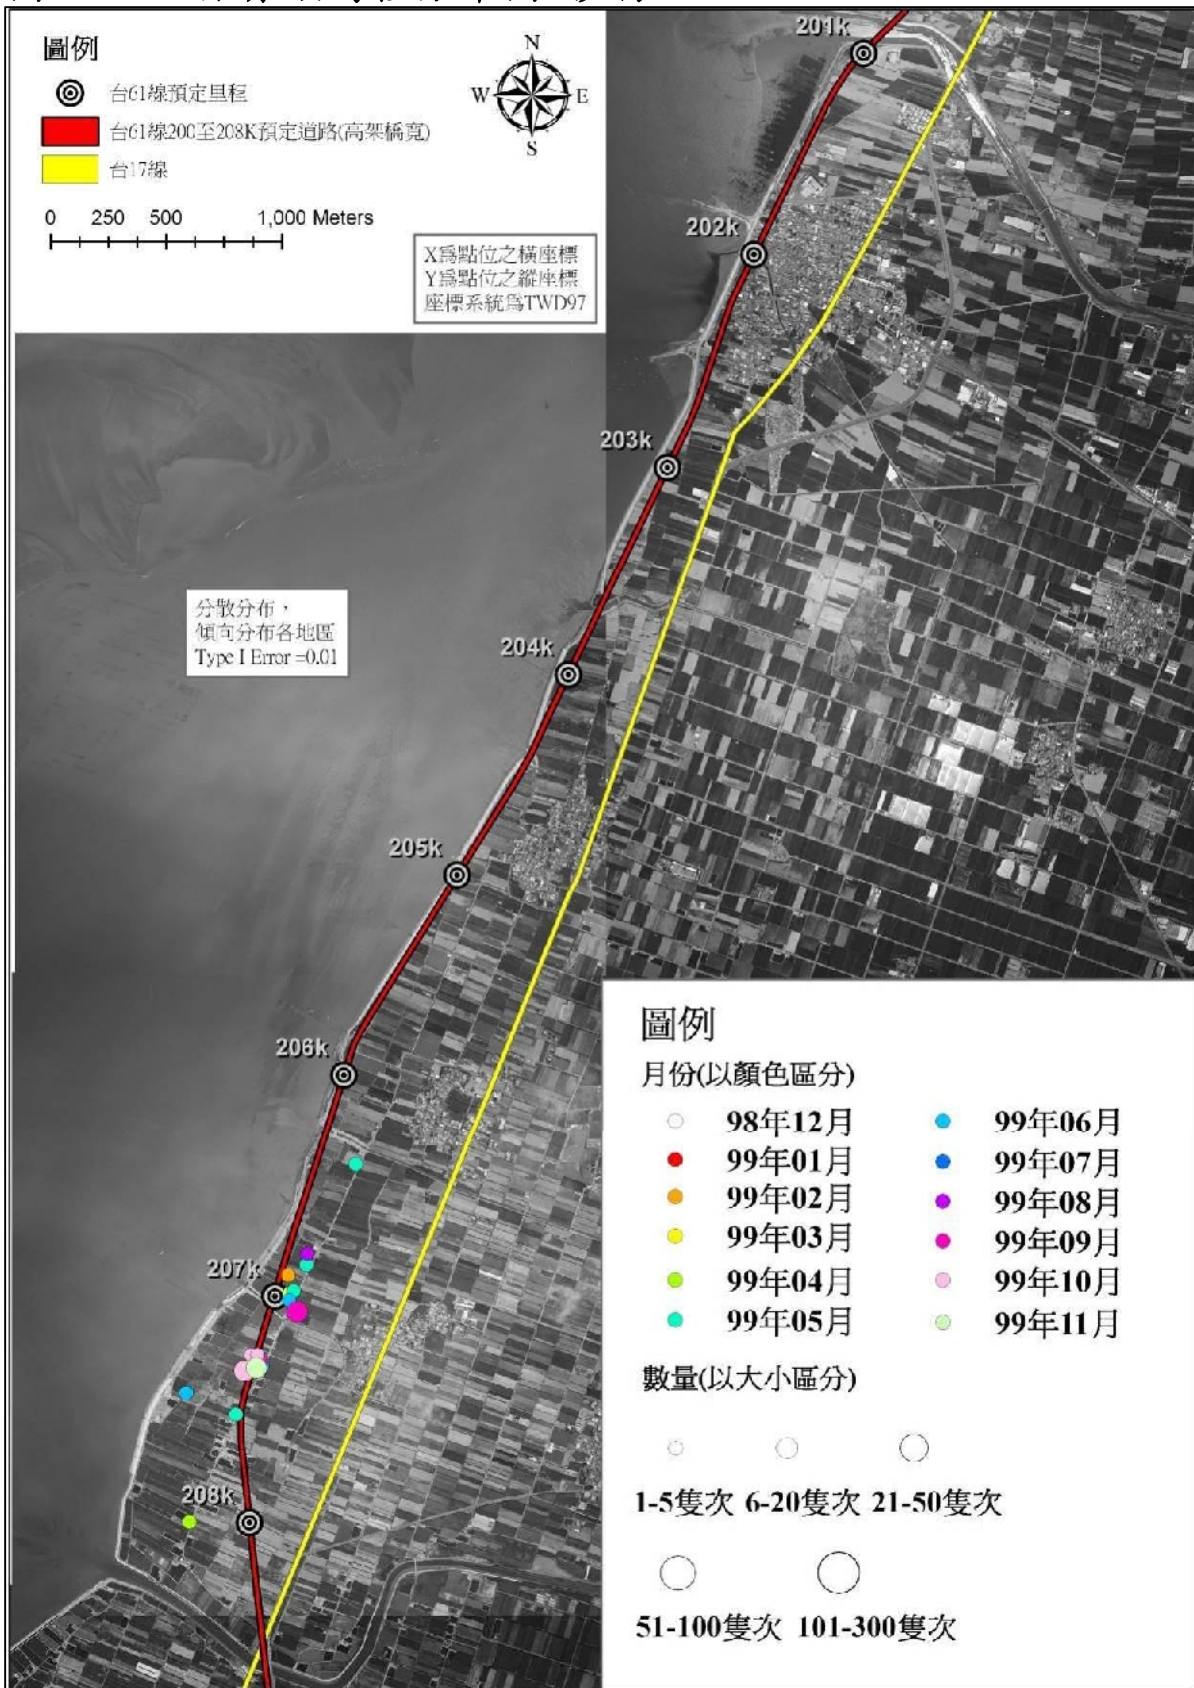 圖例
台61線預定里程
台61線200至208K預定道路(高架橋寬)
台17線
0 250 500 1,000 Meters
N
W E
S
X為點位之橫座標
Y為點位之縱座標
座標系統為TWD97
201k
202k
203k
分散分布，
傾向分布各地區
Type I Error =0.01
204k
205k
206k
207k
208k
圖例
月份(以顏色區分)
98年12月 99年06月
99年01月 99年07月
99年02月 99年08月
99年03月 99年09月
99年04月 99年10月
99年05月 99年11月
數量(以大小區分)
1-5隻次 6-20隻次 21-50隻次
51-100隻次 101-300隻次